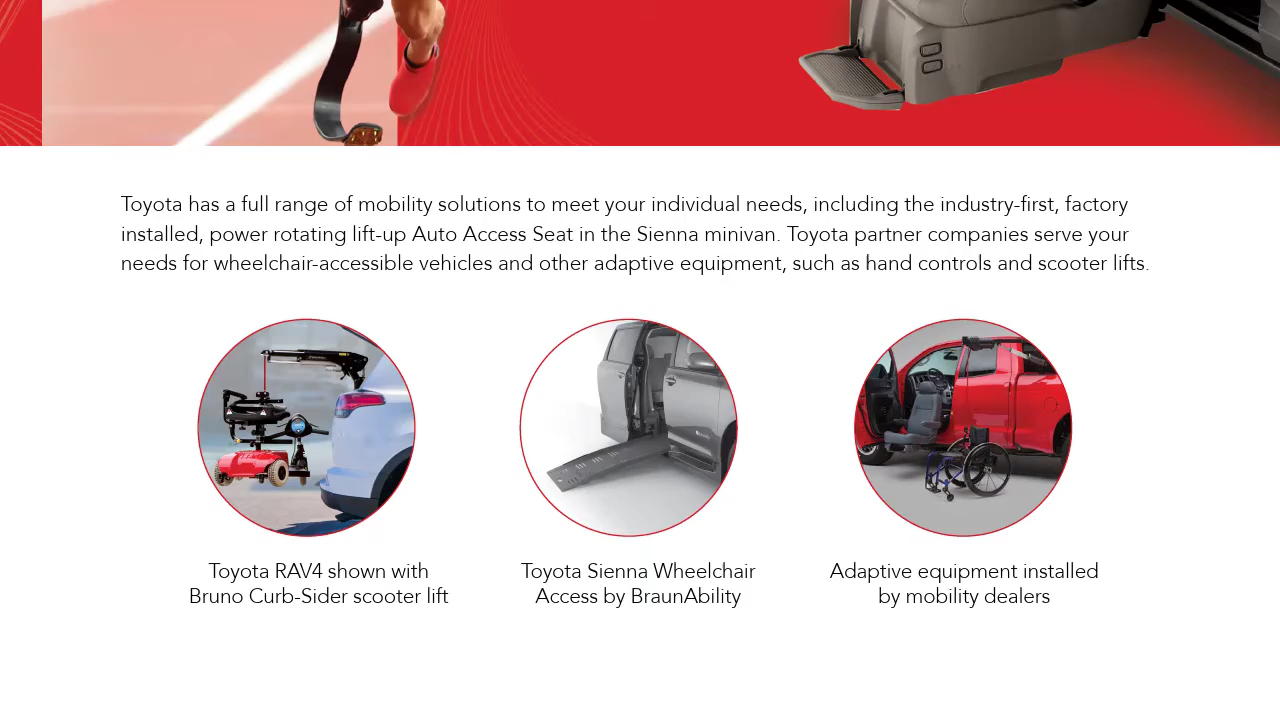 Toyota has a full range of mobility solutions to meet your individual needs, including the industry-first, factory
installed, power rotating lift-up Auto Access Seat in the Sienna minivan. Toyota partner companies serve your
needs for wheelchair-accessible vehicles and other adaptive equipment, such as hand controls and scooter lifts.
Toyota RAV4 shown with
Bruno Curb-Sider scooter lift
Toyota Sienna Wheelchair
Access by BraunAbility
Adaptive equipment installed
by mobility dealers